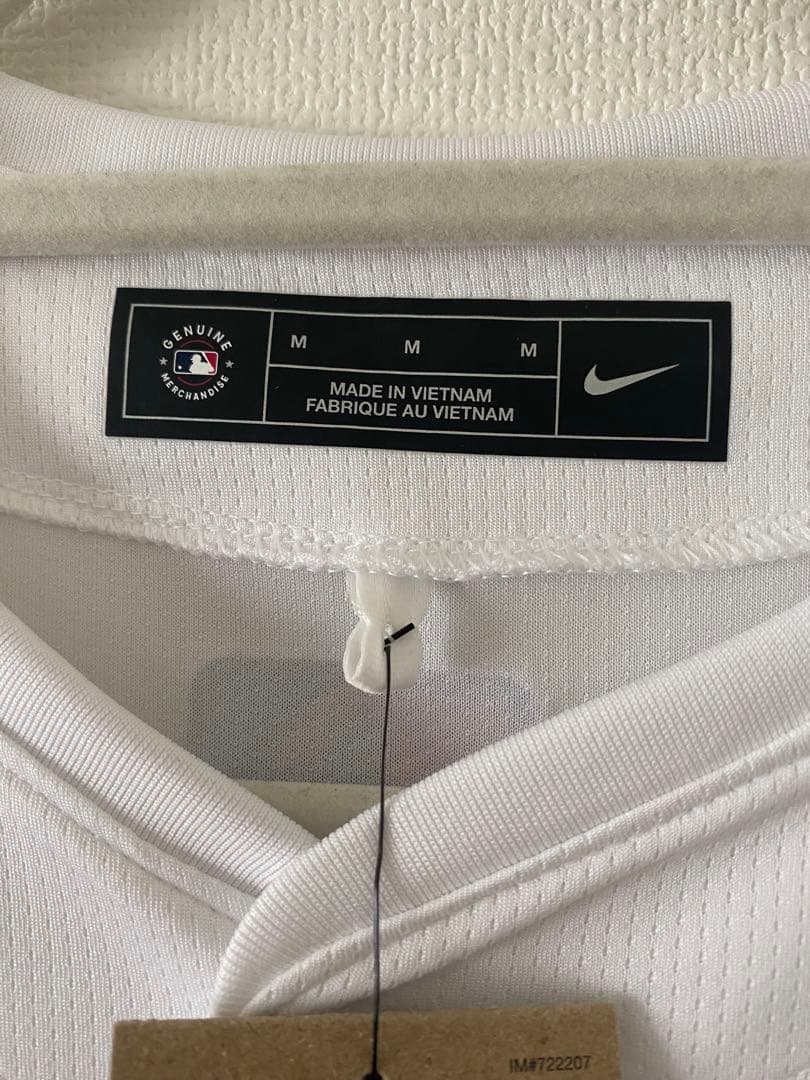 GENUINE
MERCHANDISE
M M M
MADE IN VIETNAM
FABRIQUE AU VIETNAM
IM#722207